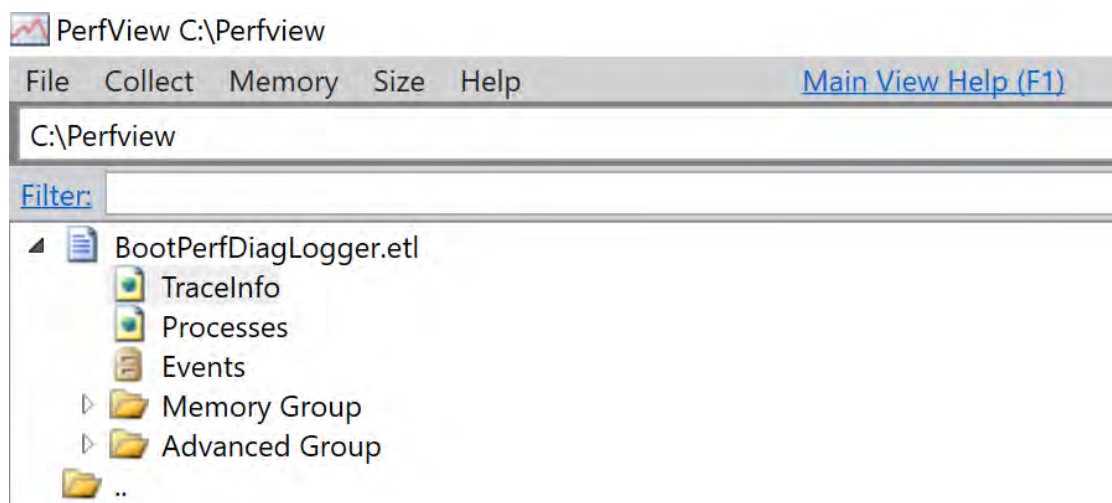 PerfView C:\Perfview
File Collect Memory Size Help Main View Help (F1)
C:\Perfview
Filter:
BootPerfDiagLogger.etl
TraceInfo
Processes
Events
Memory Group
Advanced Group
..